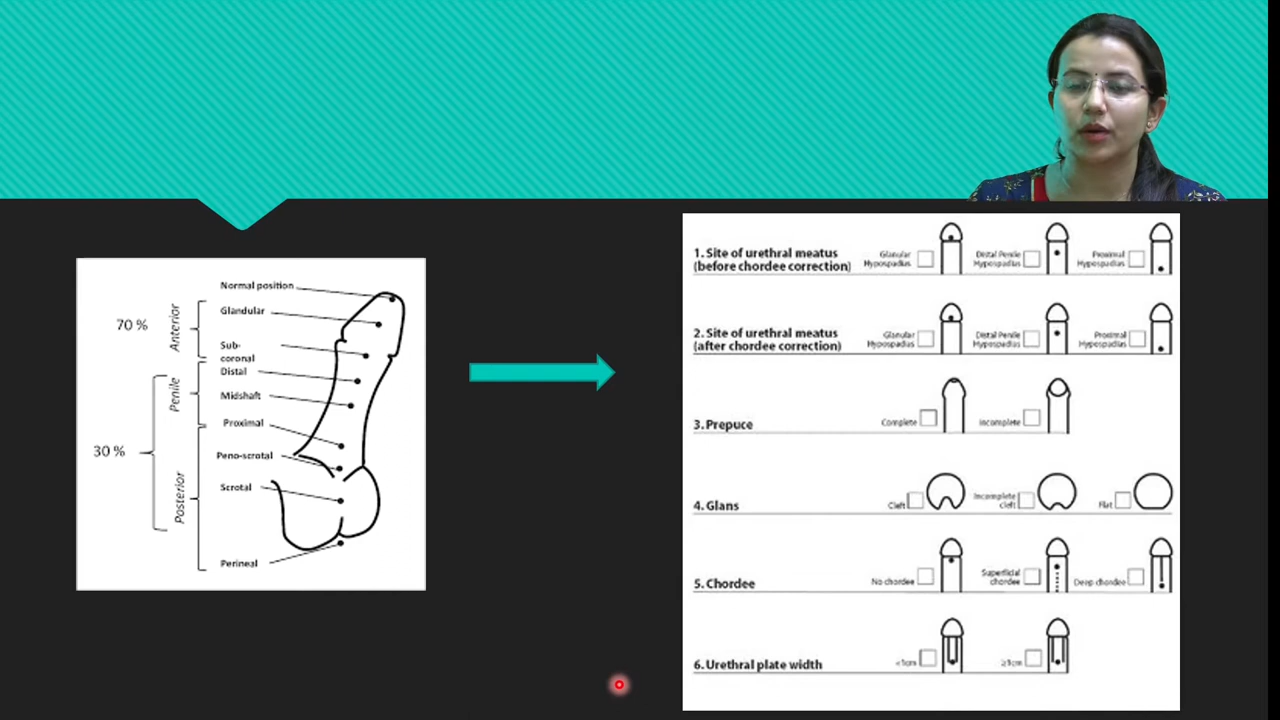 Normal position
70 %
Anterior
Glandular
Sub-
coronal
Distal
Penile
Midshaft
Proximal
30 %
Peno-scrotal
Posterior
Scrotal
Perineal
1. Site of urethral meatus
(before chordee correction)
Glanular
Hypospadias
Distal Penile
Hypospadias
Proximal
Hypospadias
2. Site of urethral meatus
(after chordee correction)
Glanular
Hypospadias
Distal Penile
Hypospadias
Proximal
Hypospadias
3. Prepuce
Complete
Incomplete
4. Glans
Cleft
Incomplete
cleft
Flat
5. Chordee
No chordee
Superficial
chordee
Deep chordee
6. Urethral plate width
<1cm
≥1cm